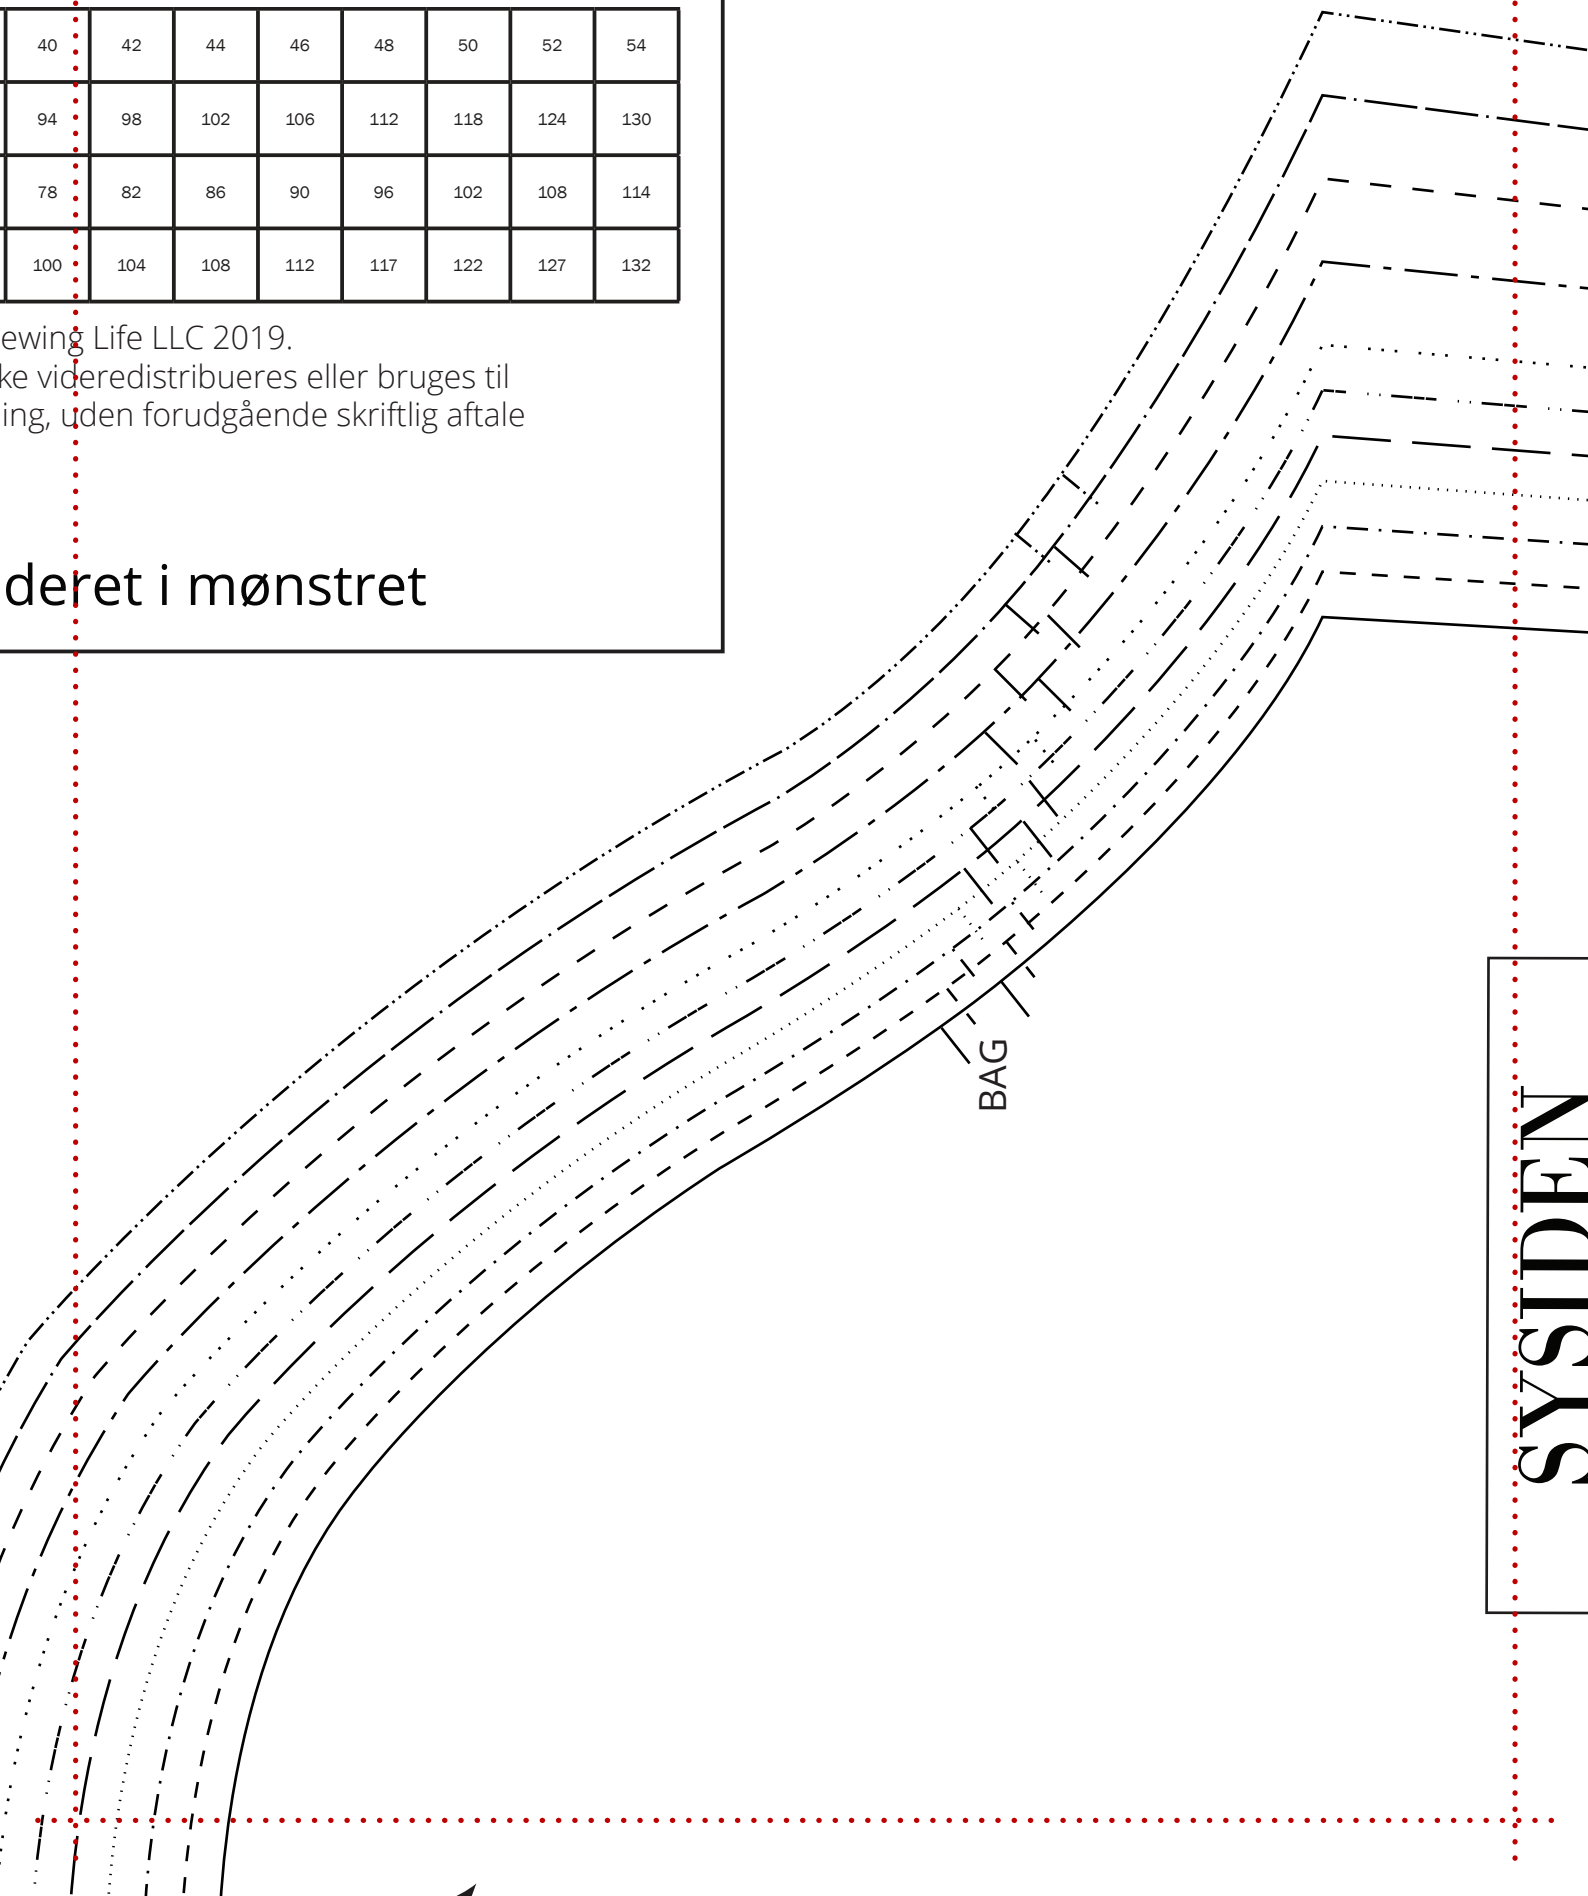 40 42 44 46 48 50 52 54
94 98 102 106 112 118 124 130
78 82 86 90 96 102 108 114
100 104 108 112 117 122 127 132
ewing Life LLC 2019.
ke videredistribueres eller bruges til
ing, uden forudgående skriftlig aftale
deret i mønstret
BAG
SYSIDEN